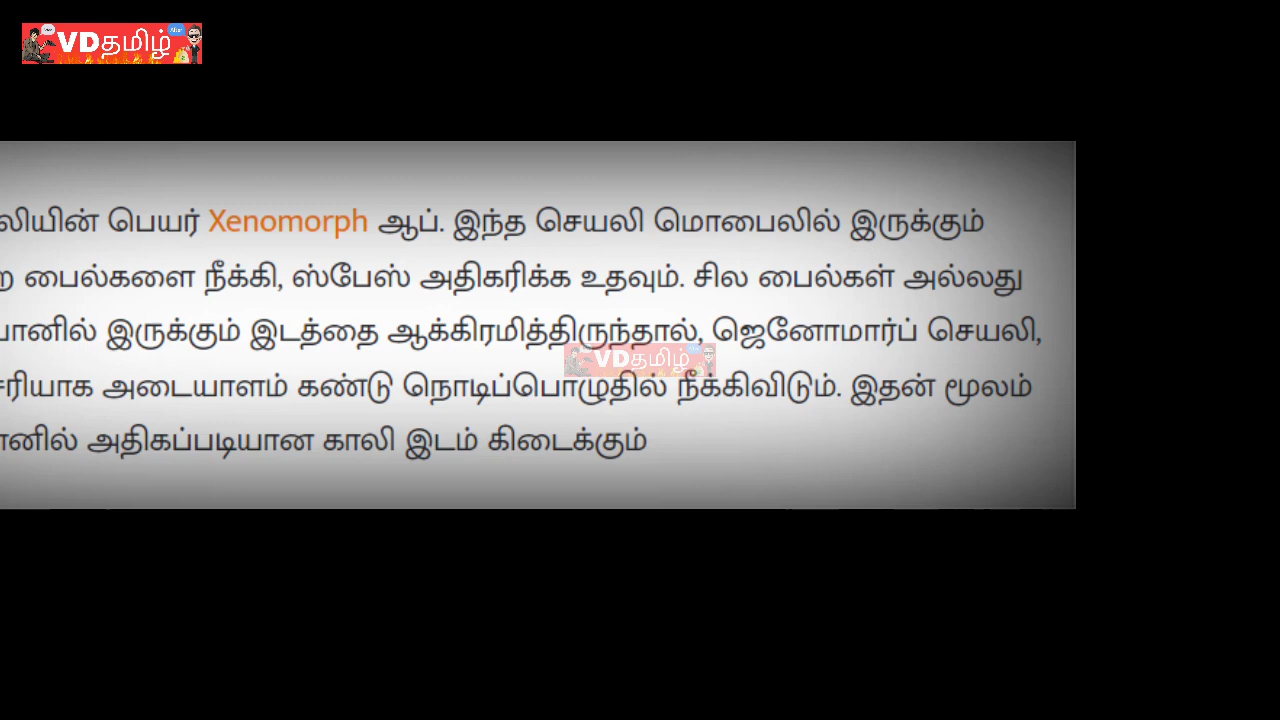 VDதமிழ்
லியின் பெயர் Xenomorph ஆப். இந்த செயலி மொபைலில் இருக்கும்
பைல்களை நீக்கி, ஸ்பேஸ் அதிகரிக்க உதவும். சில பைல்கள் அல்லது
இருக்கும் இடத்தை ஆக்கிரமித்திருந்தால், ஜெனோமார்ப் செயலி,
VDதமிழ்
அடையாளம் கண்டு நொடிப்பொழுதில் நீக்கிவிடும். இதன் மூலம்
அதிகப்படியான காலி இடம் கிடைக்கும்